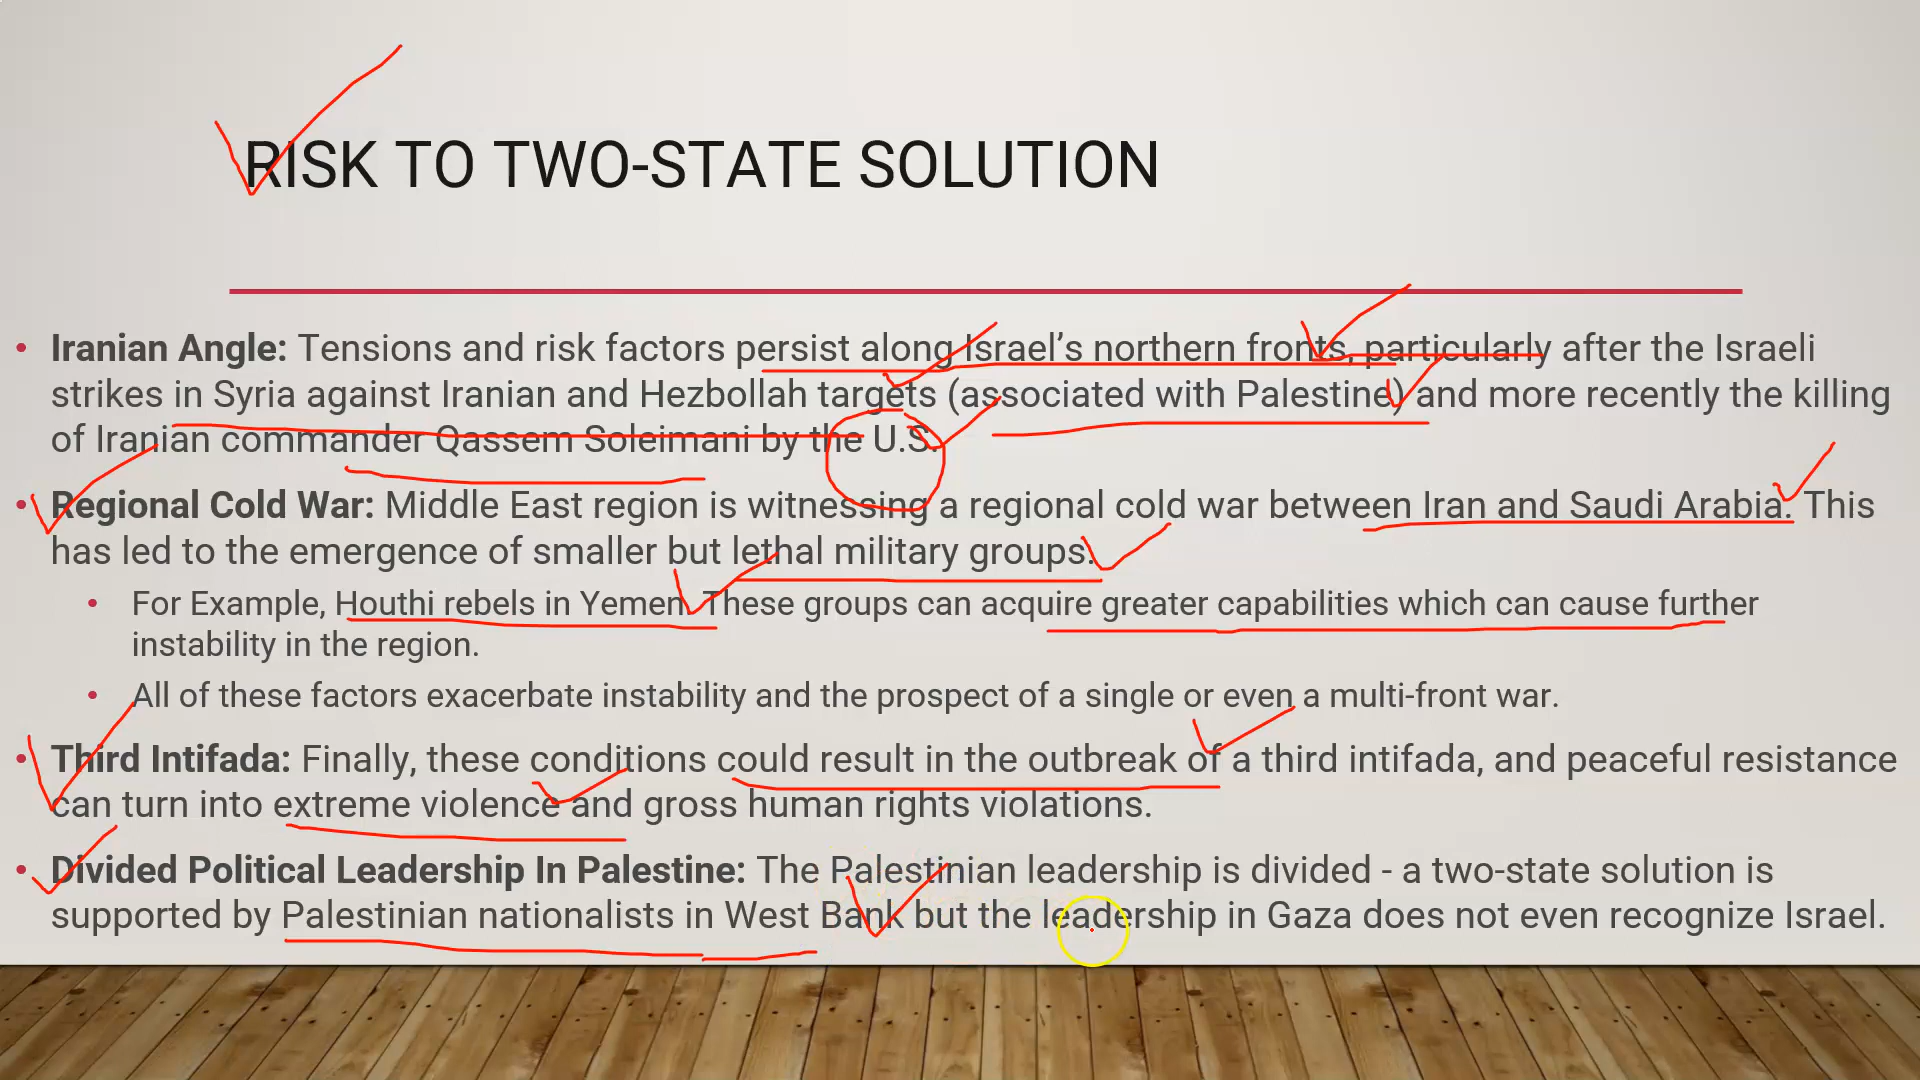 RISK TO TWO-STATE SOLUTION
• Iranian Angle: Tensions and risk factors persist along Israel’s northern fronts, particularly after the Israeli
strikes in Syria against Iranian and Hezbollah targets (associated with Palestine) and more recently the killing
of Iranian commander Qassem Soleimani by the U.S.
• Regional Cold War: Middle East region is witnessing a regional cold war between Iran and Saudi Arabia. This
has led to the emergence of smaller but lethal military groups.
• For Example, Houthi rebels in Yemen. These groups can acquire greater capabilities which can cause further
instability in the region.
• All of these factors exacerbate instability and the prospect of a single or even a multi-front war.
• Third Intifada: Finally, these conditions could result in the outbreak of a third intifada, and peaceful resistance
can turn into extreme violence and gross human rights violations.
• Divided Political Leadership In Palestine: The Palestinian leadership is divided - a two-state solution is
supported by Palestinian nationalists in West Bank but the leadership in Gaza does not even recognize Israel.